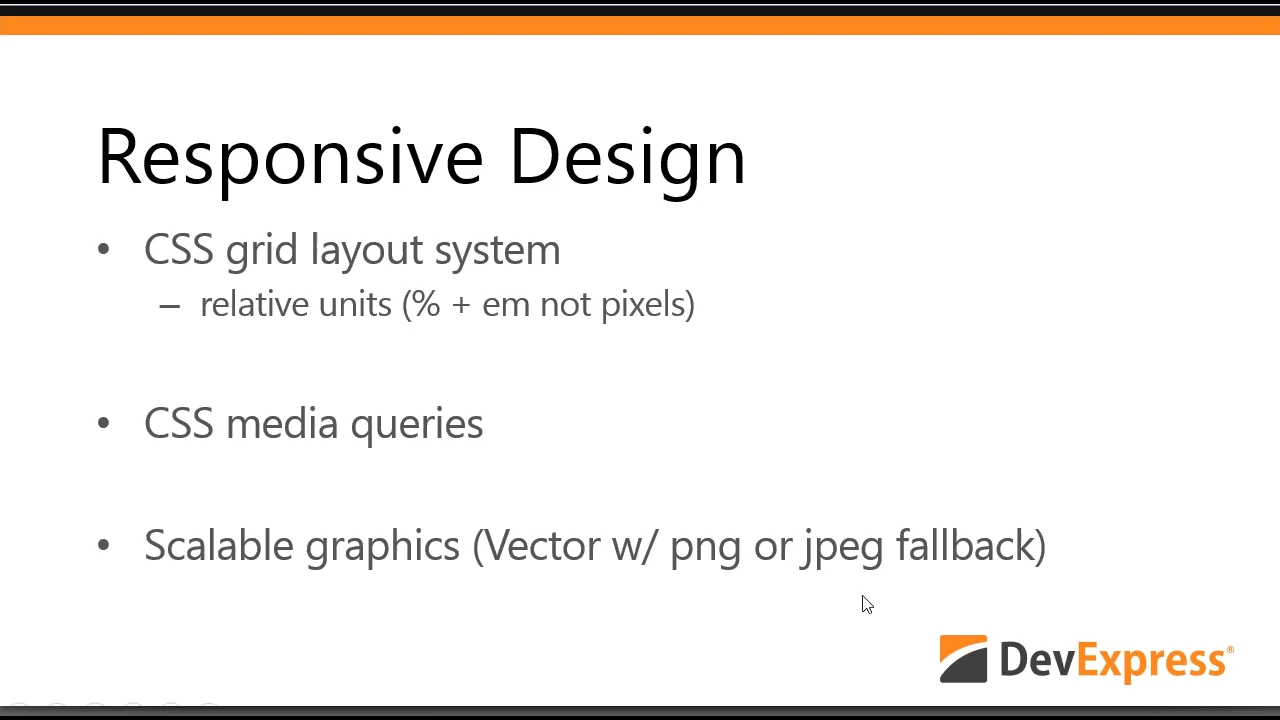 Responsive Design
• CSS grid layout system
– relative units (% + em not pixels)
• CSS media queries
• Scalable graphics (Vector w/ png or jpeg fallback)
DevExpress®